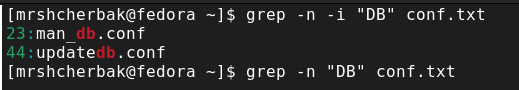 [mrshcherbak@fedora ~]$ grep -n -i "DB" conf.txt
23:man_db.conf
44:updatedb.conf
[mrshcherbak@fedora ~]$ grep -n "DB" conf.txt